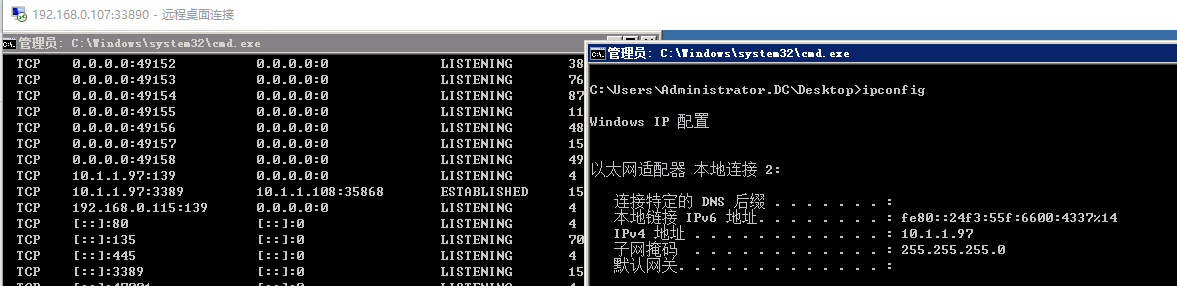 192.168.0.107:33890 - 远程桌面连接
管理员: C:\Windows\system32\cmd.exe
TCP 0.0.0.0:49152 0.0.0.0:0 LISTENING 38
TCP 0.0.0.0:49153 0.0.0.0:0 LISTENING 76
TCP 0.0.0.0:49154 0.0.0.0:0 LISTENING 87
TCP 0.0.0.0:49155 0.0.0.0:0 LISTENING 11
TCP 0.0.0.0:49156 0.0.0.0:0 LISTENING 48
TCP 0.0.0.0:49157 0.0.0.0:0 LISTENING 15
TCP 0.0.0.0:49158 0.0.0.0:0 LISTENING 49
TCP 10.1.1.97:139 0.0.0.0:0 LISTENING 4
TCP 10.1.1.97:3389 10.1.1.108:35868 ESTABLISHED 15
TCP 192.168.0.115:139 0.0.0.0:0 LISTENING 4
TCP [::]:80 [::]:0 LISTENING 4
TCP [::]:135 [::]:0 LISTENING 70
TCP [::]:445 [::]:0 LISTENING 4
TCP [::]:3389 [::]:0 LISTENING 15
管理员: C:\Windows\system32\cmd.exe
C:\Users\Administrator.DC\Desktop>ipconfig
Windows IP 配置
以太网适配器 本地连接 2:
连接特定的 DNS 后缀 . . . . . . . :
本地链接 IPv6 地址. . . . . . . . : fe80::24f3:55f:6600:4337%14
IPv4 地址 . . . . . . . . . . . . : 10.1.1.97
子网掩码 . . . . . . . . . . . . : 255.255.255.0
默认网关. . . . . . . . . . . . . :